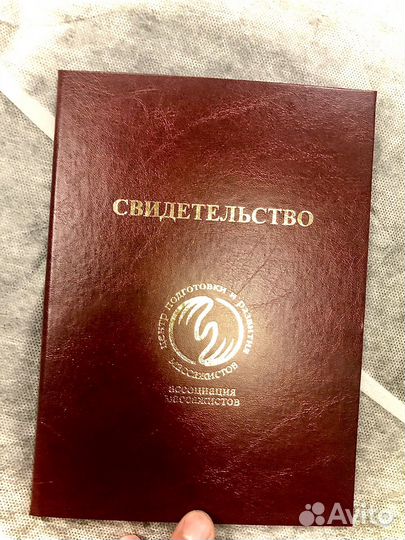 СВИДЕТЕЛЬСТВО
центр подготовки и развития
массажистов
ассоциация
массажистов
Avito